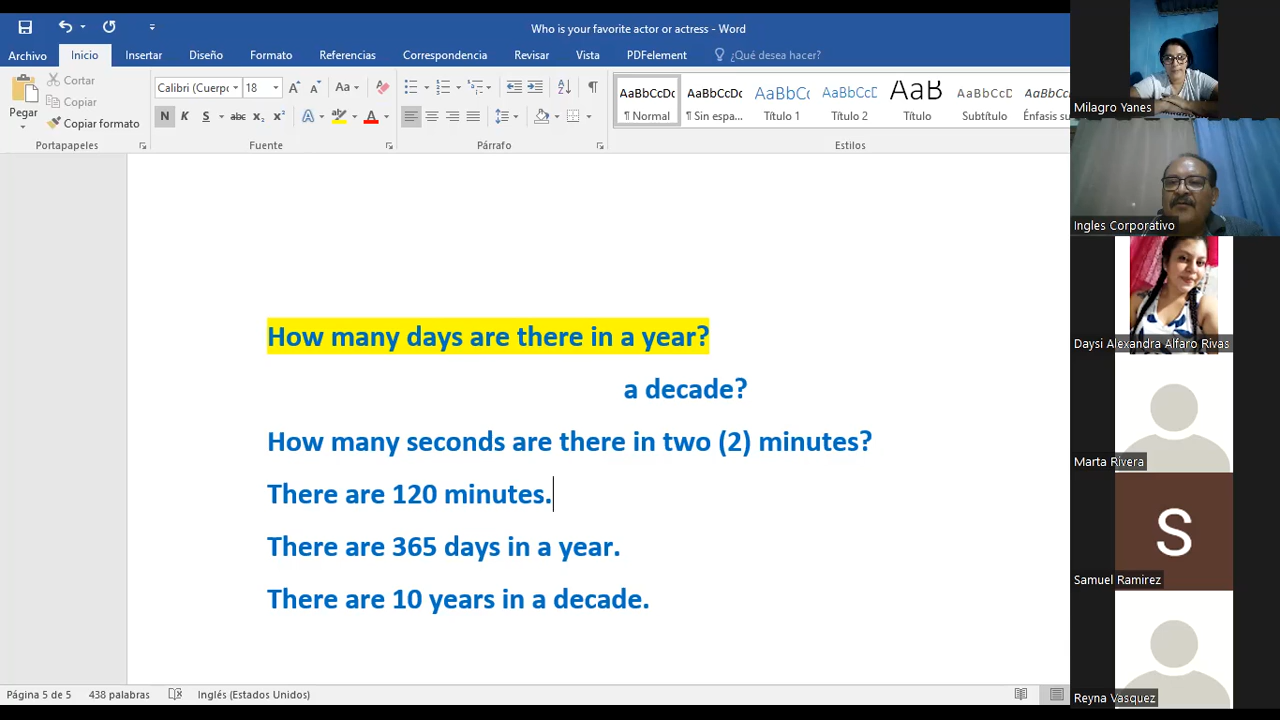 Who is your favorite actor or actress - Word
Archivo Inicio Insertar Diseño Formato Referencias Correspondencia Revisar Vista PDFelement ¿Qué desea hacer?
Pegar
Cortar
Copiar
Copiar formato
Portapapeles
Calibri (Cuerpo 18 Aa
N K S abc x₂ x² A A
Fuente
Párrafo
AaBbCcDc AaBbCcDc AaBbCc AaBbCcD AaB AaBbCcD AaBbCcDc
¶ Normal ¶ Sin espa... Título 1 Título 2 Título Subtítulo Énfasis su
Estilos
How many days are there in a year?
a decade?
How many seconds are there in two (2) minutes?
There are 120 minutes.
There are 365 days in a year.
There are 10 years in a decade.
Página 5 de 5 438 palabras Inglés (Estados Unidos)
Milagro Yanes
Ingles Corporativo
Daysi Alexandra Alfaro Rivas
Marta Rivera
S
Samuel Ramirez
Reyna Vasquez